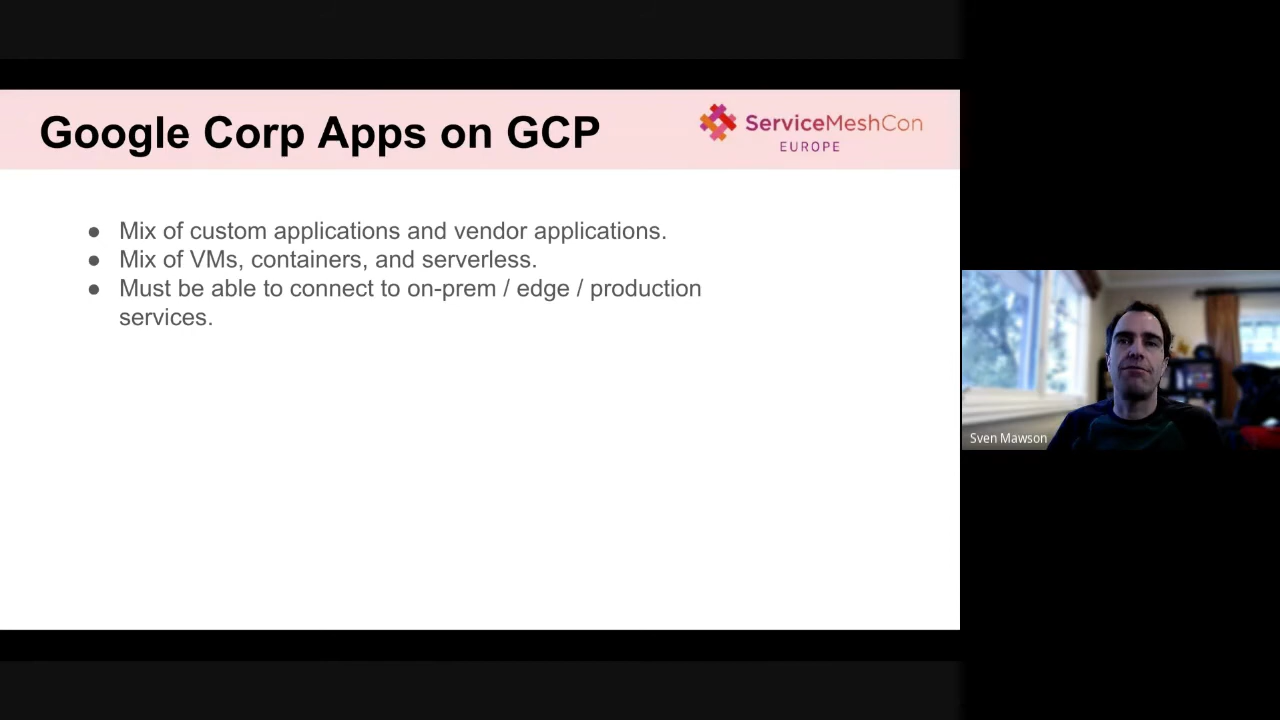 Google Corp Apps on GCP
ServiceMeshCon
EUROPE
● Mix of custom applications and vendor applications.
● Mix of VMs, containers, and serverless.
● Must be able to connect to on-prem / edge / production
services.
Sven Mawson